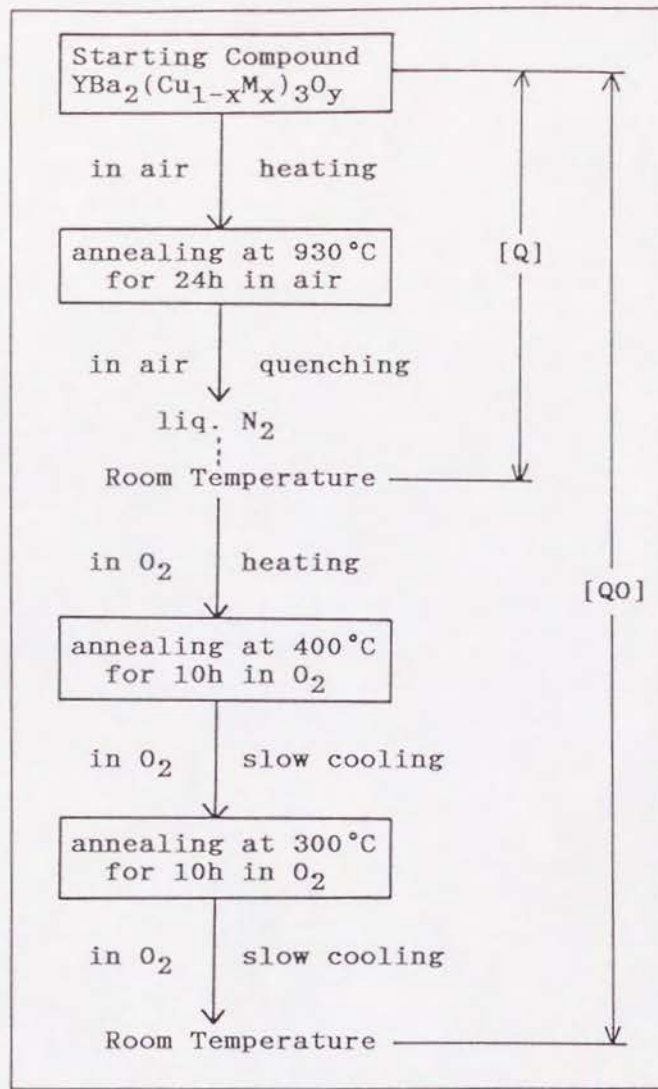 Starting Compound
YBa₂(Cu₁₋ₓMₓ)₃Oᵧ
in air heating
annealing at 930°C
for 24h in air
[Q]
in air quenching
liq. N₂
Room Temperature
in O₂ heating
[QO]
annealing at 400°C
for 10h in O₂
in O₂ slow cooling
annealing at 300°C
for 10h in O₂
in O₂ slow cooling
Room Temperature